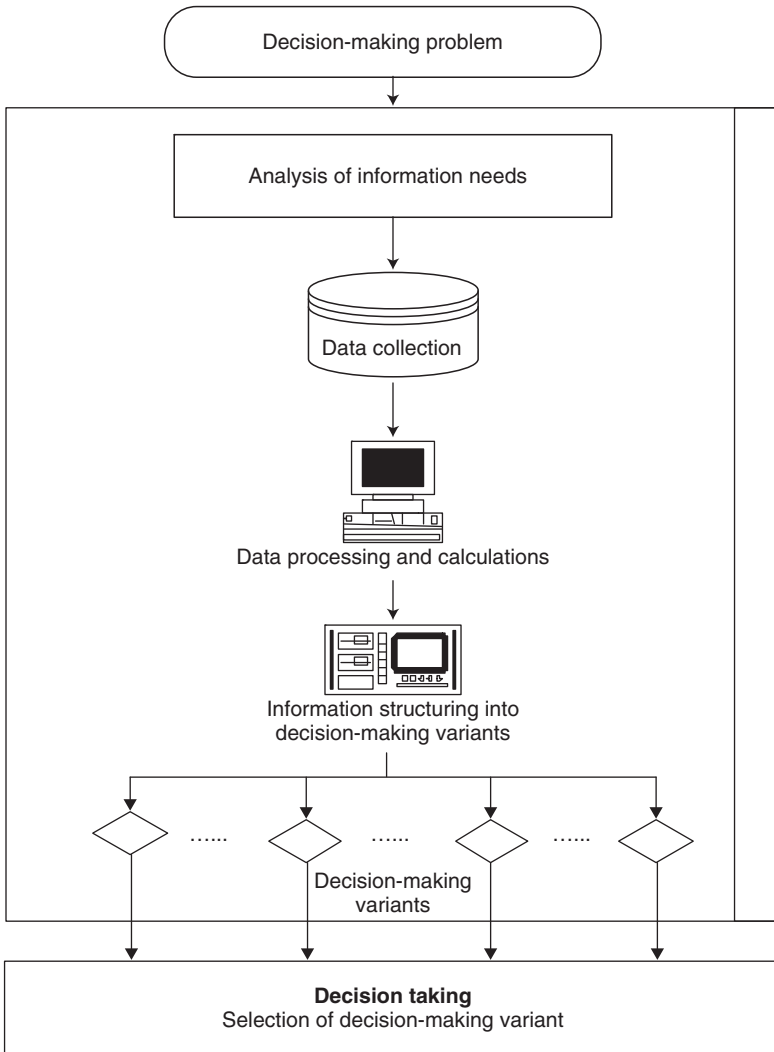 Decision-making problem
Analysis of information needs
Data collection
Data processing and calculations
Information structuring into
decision-making variants
…... …... …...
Decision-making
variants
Decision taking
Selection of decision-making variant